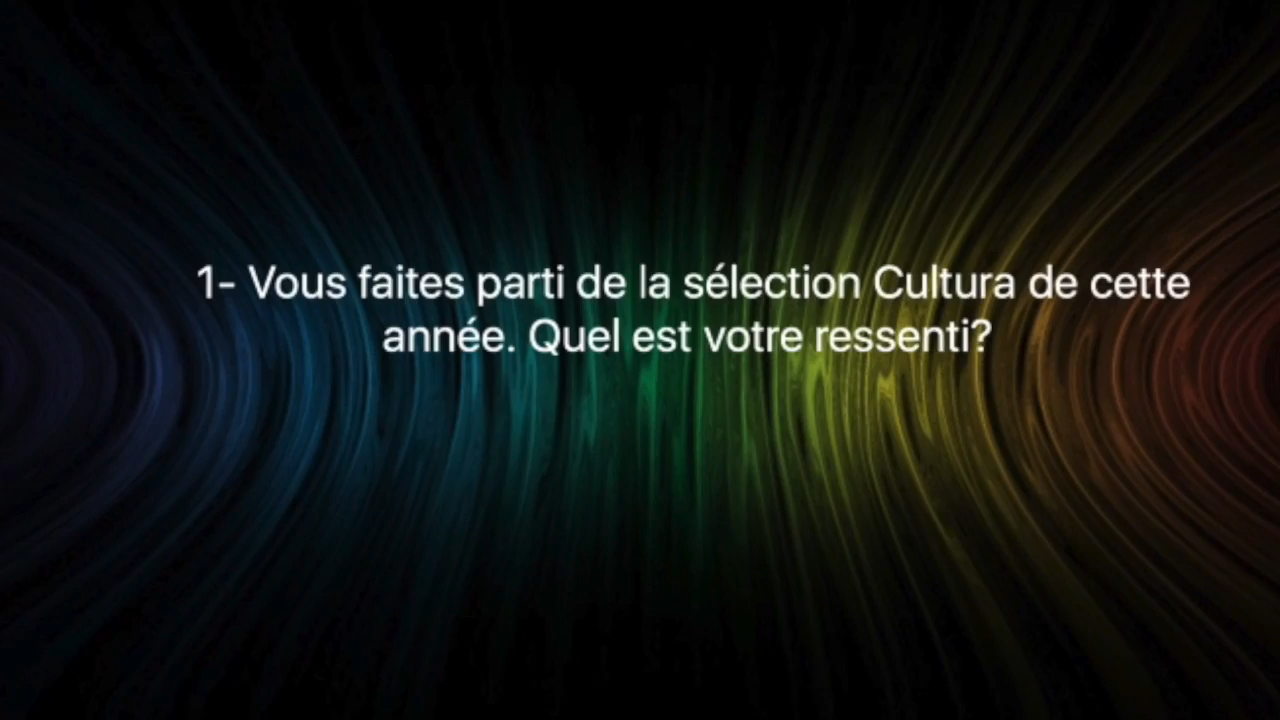 1- Vous faites parti de la sélection Cultura de cette
année. Quel est votre ressenti?